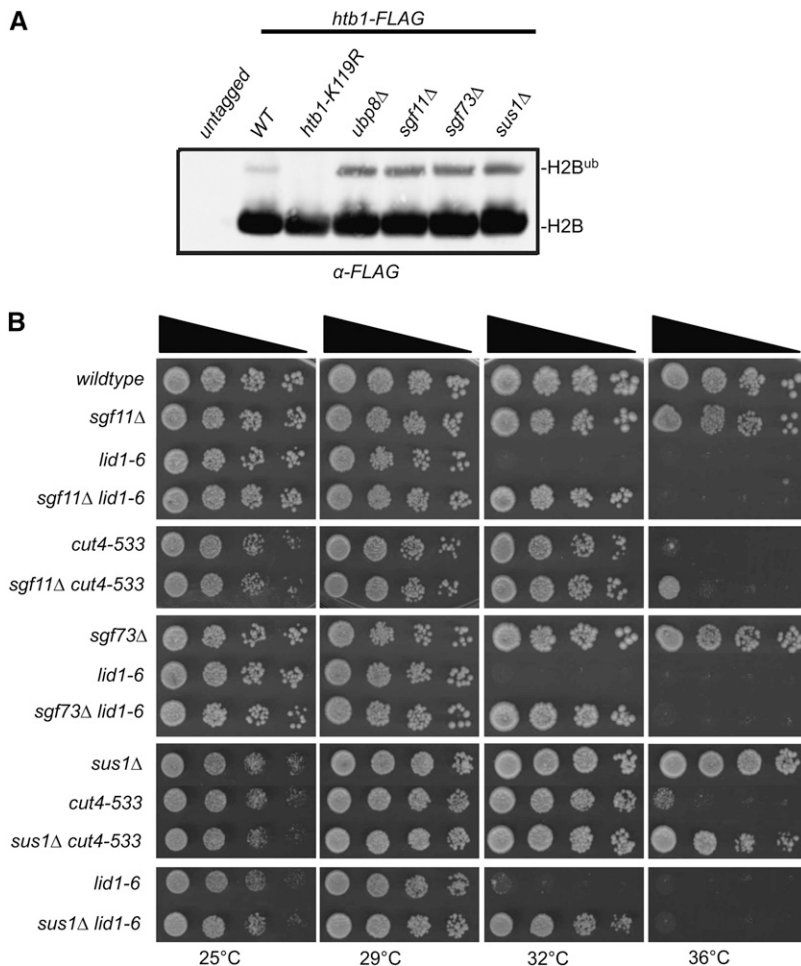 A
htb1-FLAG
untagged
WT
htb1-K119R
ubp8Δ
sgf11Δ
sgf73Δ
sus1Δ
-H2Bub
-H2B
α-FLAG
B
wildtype
sgf11Δ
lid1-6
sgf11Δ lid1-6
cut4-533
sgf11Δ cut4-533
sgf73Δ
lid1-6
sgf73Δ lid1-6
sus1Δ
cut4-533
sus1Δ cut4-533
lid1-6
sus1Δ lid1-6
25°C 29°C 32°C 36°C